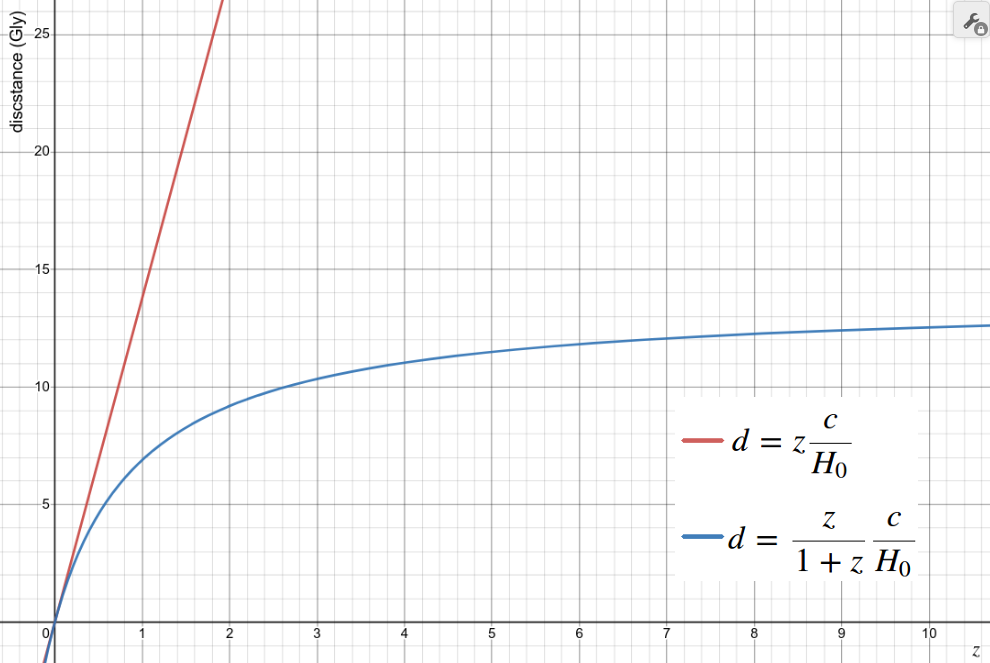 discstance (Gly)
25
20
15
10
5
0 1 2 3 4 5 6 7 8 9 10
z
d = z c/H₀
d = z/(1 + z) c/H₀